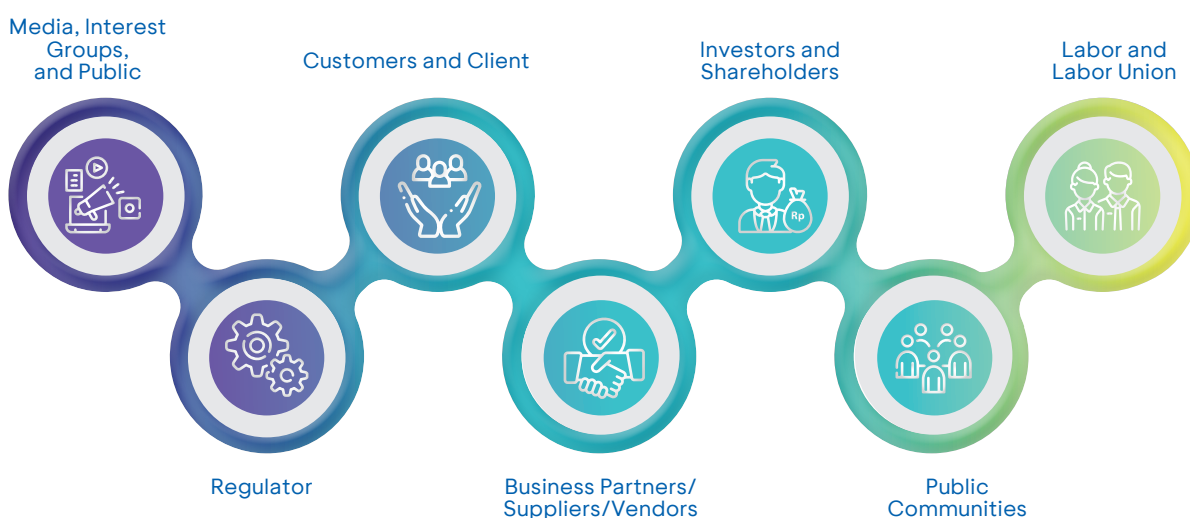 Media, Interest
Groups,
and Public
Customers and Client
Investors and
Shareholders
Labor and
Labor Union
Rp
Regulator
Business Partners/
Suppliers/Vendors
Public
Communities